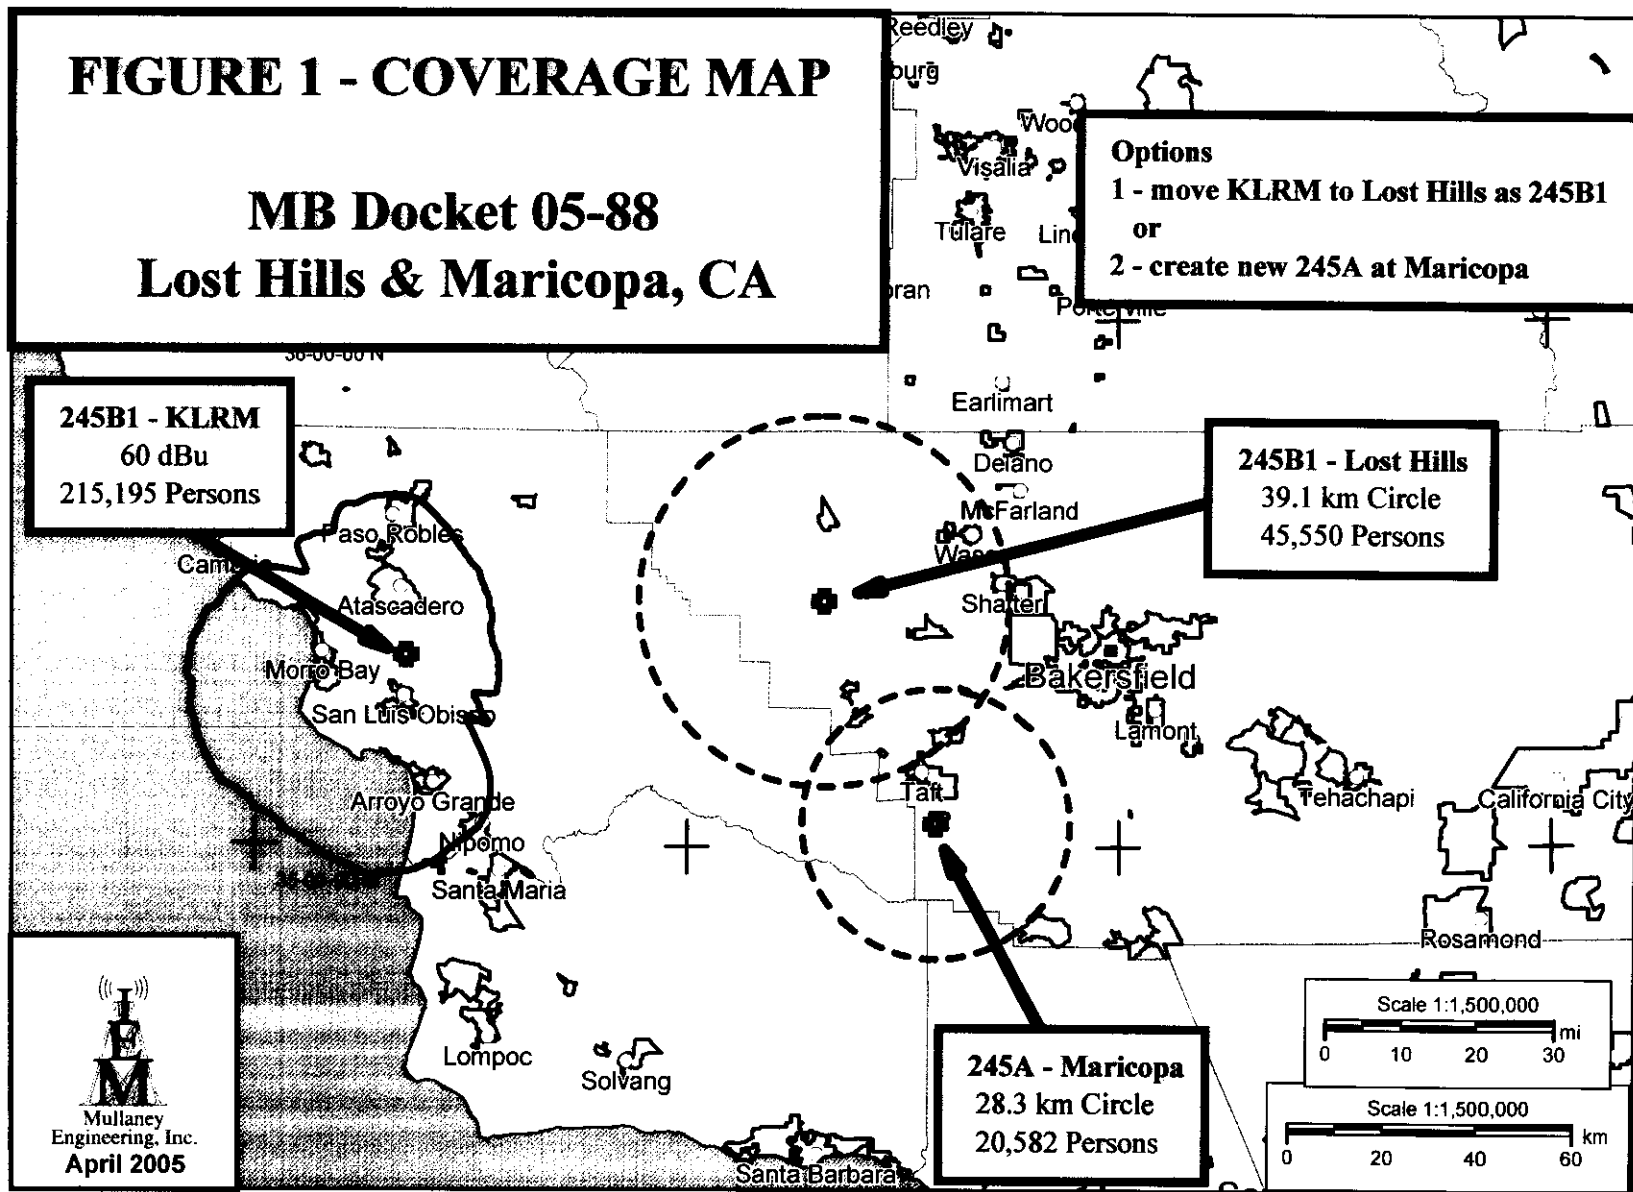 FIGURE 1 - COVERAGE MAP
MB Docket 05-88
Lost Hills & Maricopa, CA
Reedley
burg
Visalia
Tulare
oran
Options
1 - move KLRM to Lost Hills as 245B1
or
2 - create new 245A at Maricopa
36-00-00 N
245B1 - KLRM
60 dBu
215,195 Persons
Earlimart
Delano
McFarland
245B1 - Lost Hills
39.1 km Circle
45,550 Persons
Paso Robles
Atascadero
Shafter
Morro Bay
Bakersfield
San Luis Obispo
Lamont
Taft
Arroyo Grande
Tehachapi
California City
Nipomo
Santa Maria
Rosamond
Lompoc
Solvang
Santa Barbara
245A - Maricopa
28.3 km Circle
20,582 Persons
Scale 1:1,500,000
mi
0 10 20 30
Scale 1:1,500,000
km
0 20 40 60
I
E
M
Mullaney
Engineering, Inc.
April 2005